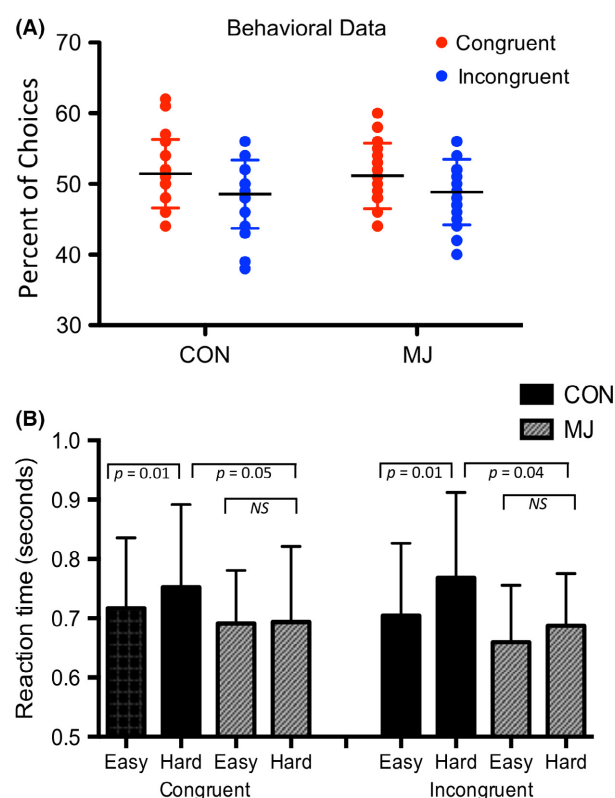 (A)
Behavioral Data
Congruent
Incongruent
Percent of Choices
70
60
50
40
30
CON MJ
CON
MJ
(B)
Reaction time (seconds)
1.0
0.9
0.8
0.7
0.6
0.5
p = 0.01 p = 0.05 p = 0.01 p = 0.04
NS NS
Easy Hard Easy Hard Easy Hard Easy Hard
Congruent Incongruent